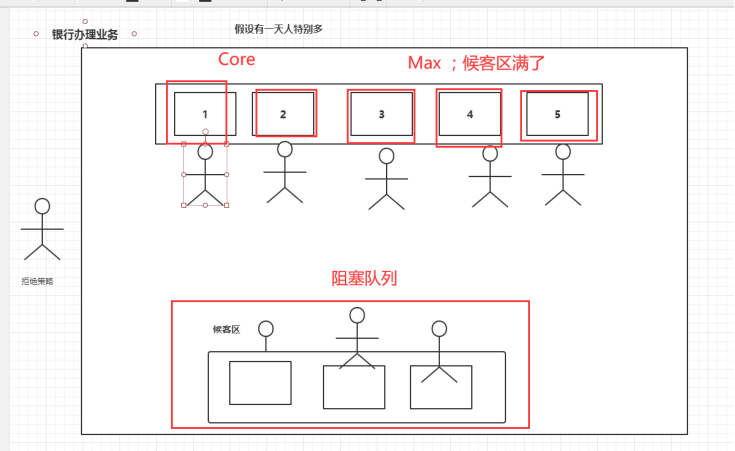 假设有一天人特别多
银行办理业务
Core
Max ；候客区满了
1
2
3
4
5
拒绝策略
阻塞队列
候客区